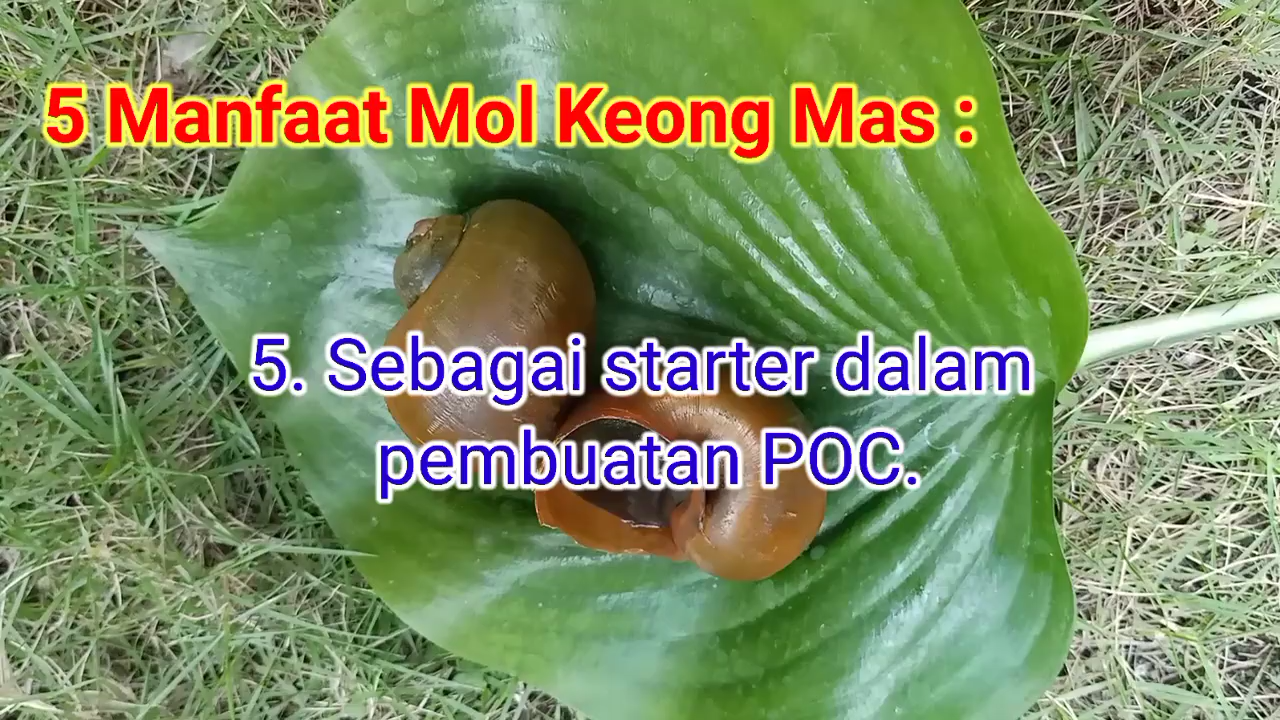 5 Manfaat Mol Keong Mas :
5. Sebagai starter dalam
pembuatan POC.